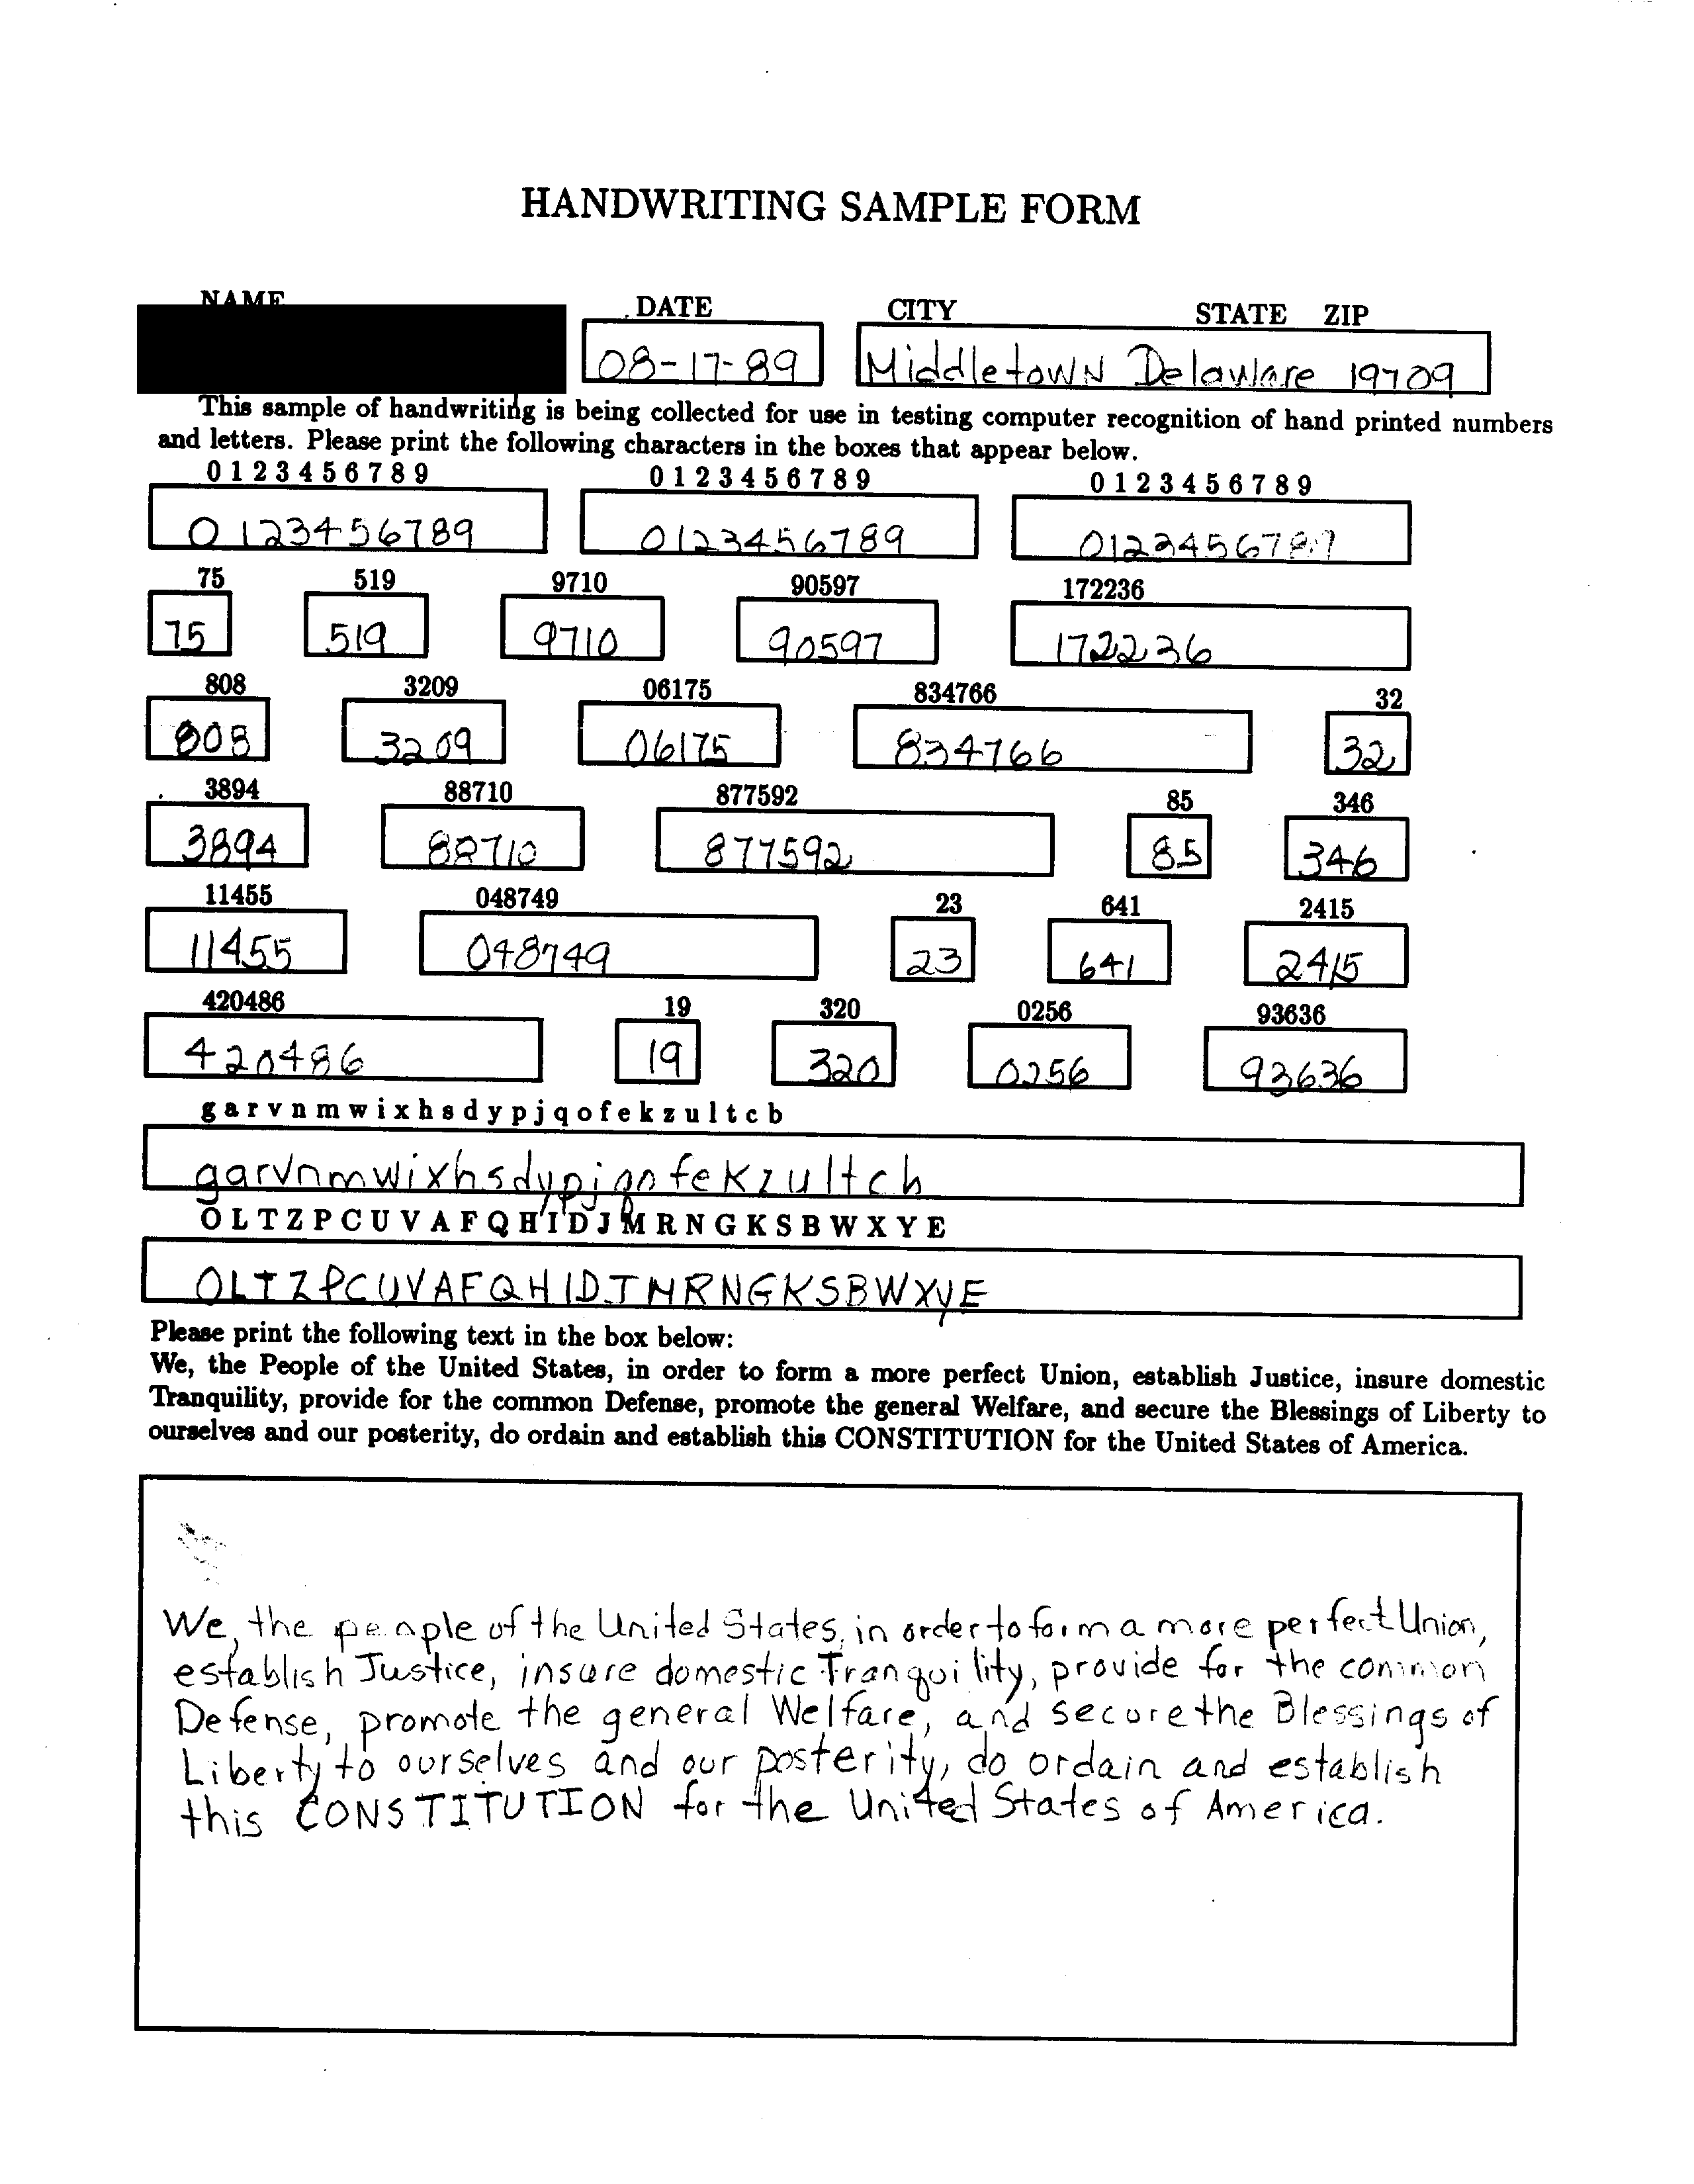 HANDWRITING SAMPLE FORM
NAME DATE CITY STATE ZIP
08-17-89 Middletown Delaware 19709
This sample of handwriting is being collected for use in testing computer recognition of hand printed numbers
and letters. Please print the following characters in the boxes that appear below.
0 1 2 3 4 5 6 7 8 9 0 1 2 3 4 5 6 7 8 9 0 1 2 3 4 5 6 7 8 9
0123456789 0123456789 0123456789
75 519 9710 90597 172236
75 519 9710 90597 172236
808 3209 06175 834766 32
808 3209 06175 834766 32
3894 88710 877592 85 346
3894 88710 877592 85 346
11455 048749 23 641 2415
11455 048749 23 641 2415
420486 19 320 0256 93636
420486 19 320 0256 93636
g a r v n m w i x h s d y p j q o f e k z u l t c b
garvnmwixhsdypjqofekzultcb
O L T Z P C U V A F Q H I D J M R N G K S B W X Y E
OLTZPCUVAFQHIDJMRNGKSBWXYE
Please print the following text in the box below:
We, the People of the United States, in order to form a more perfect Union, establish Justice, insure domestic
Tranquility, provide for the common Defense, promote the general Welfare, and secure the Blessings of Liberty to
ourselves and our posterity, do ordain and establish this CONSTITUTION for the United States of America.
We, the people of the United States, in order to form a more perfect Union,
establish Justice, insure domestic Tranquility, provide for the common
Defense, promote the general Welfare, and secure the Blessings of
Liberty to ourselves and our posterity, do ordain and establish
this CONSTITUTION for the United States of America.